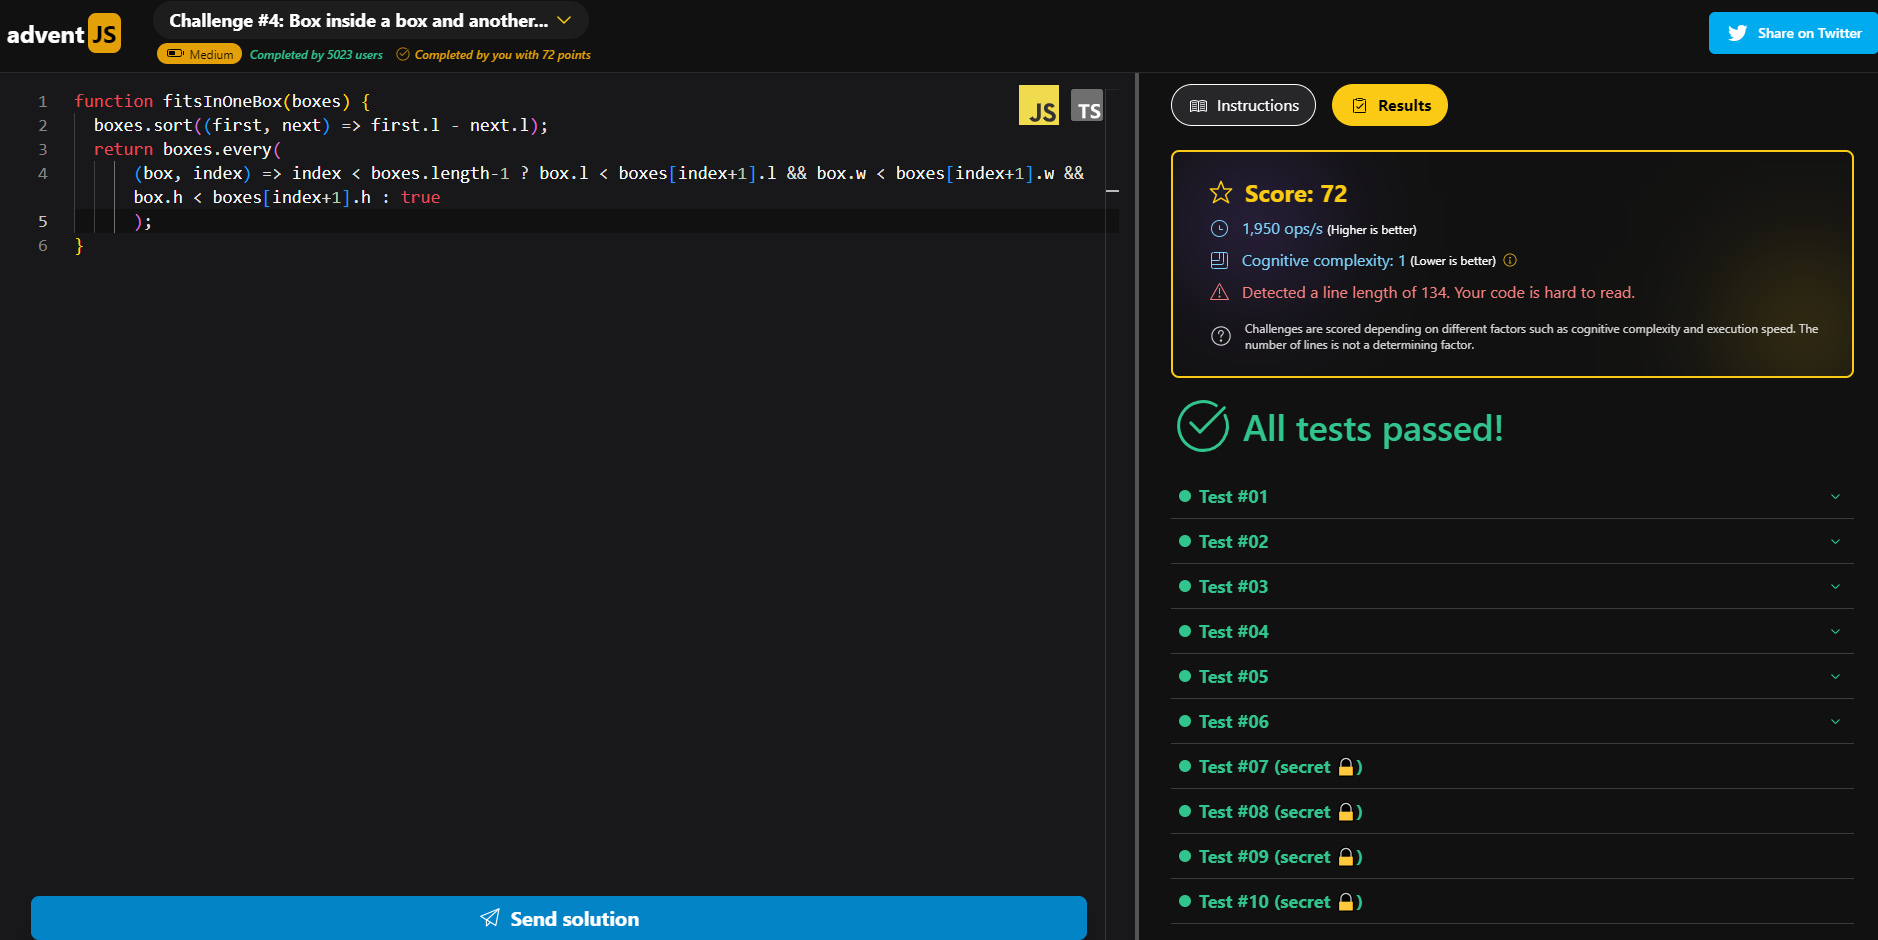 advent JS
Challenge #4: Box inside a box and another...
Medium Completed by 5023 users Completed by you with 72 points
Share on Twitter
1 function fitsInOneBox(boxes) {
2 boxes.sort((first, next) => first.l - next.l);
3 return boxes.every(
4 (box, index) => index < boxes.length-1 ? box.l < boxes[index+1].l && box.w < boxes[index+1].w &&
box.h < boxes[index+1].h : true
5 );
6 }
JS TS
Send solution
Instructions Results
Score: 72
1,950 ops/s (Higher is better)
Cognitive complexity: 1 (Lower is better)
Detected a line length of 134. Your code is hard to read.
Challenges are scored depending on different factors such as cognitive complexity and execution speed. The
number of lines is not a determining factor.
All tests passed!
Test #01
Test #02
Test #03
Test #04
Test #05
Test #06
Test #07 (secret 🔒)
Test #08 (secret 🔒)
Test #09 (secret 🔒)
Test #10 (secret 🔒)